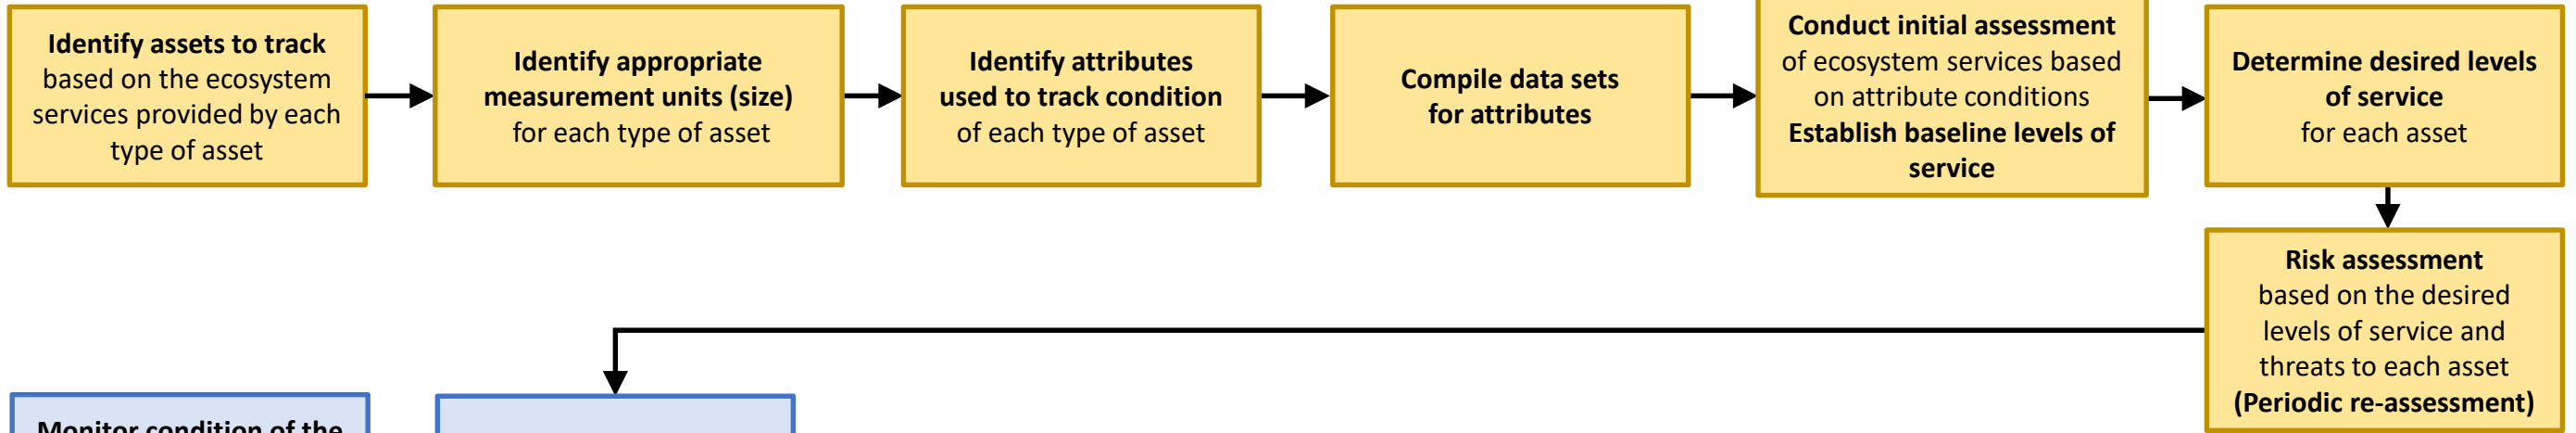 Identify assets to track
based on the ecosystem
services provided by each
type of asset
Identify appropriate
measurement units (size)
for each type of asset
Identify attributes
used to track condition
of each type of asset
Compile data sets
for attributes
Conduct initial assessment
of ecosystem services based
on attribute conditions
Establish baseline levels of
service
Determine desired levels
of service
for each asset
Risk assessment
based on the desired
levels of service and
threats to each asset
(Periodic re-assessment)
Monitor condition of the